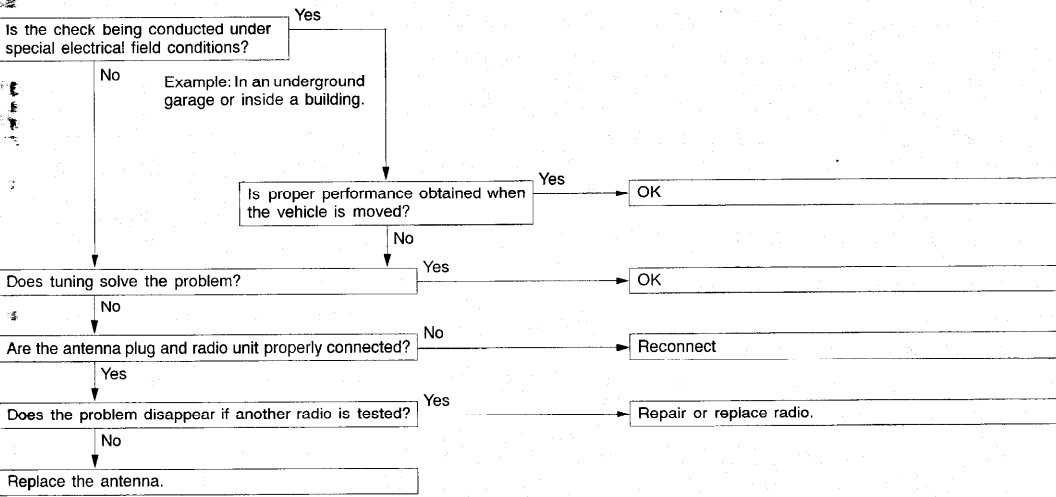 Is the check being conducted under
special electrical field conditions?
Yes
No
Example: In an underground
garage or inside a building.
Is proper performance obtained when
the vehicle is moved?
Yes
OK
No
Does tuning solve the problem?
Yes
OK
No
Are the antenna plug and radio unit properly connected?
No
Reconnect
Yes
Does the problem disappear if another radio is tested?
Yes
Repair or replace radio.
No
Replace the antenna.